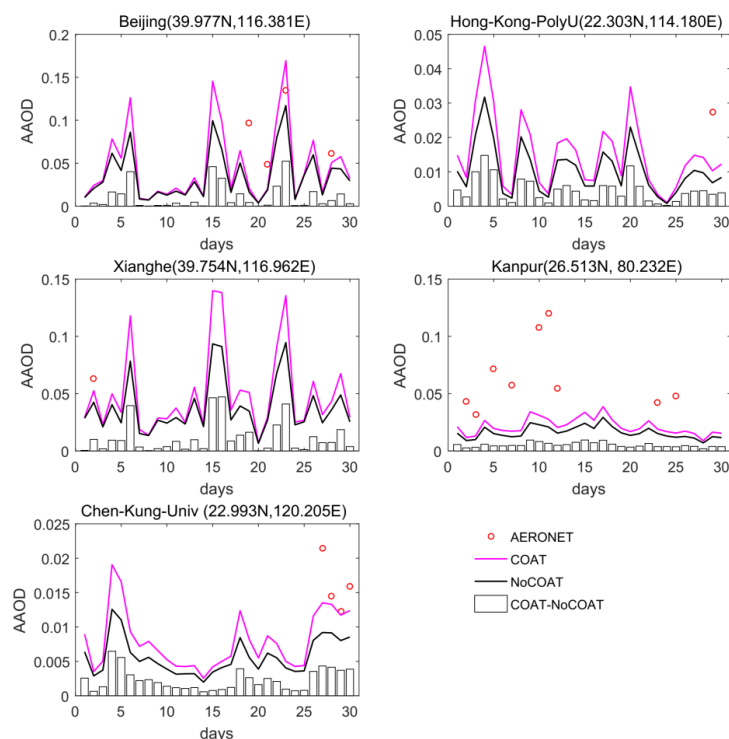 Beijing(39.977N,116.381E)
0.2
0.15
0.1
0.05
0
AAOD
0 5 10 15 20 25 30
days
Hong-Kong-PolyU(22.303N,114.180E)
0.05
0.04
0.03
0.02
0.01
0
AAOD
0 5 10 15 20 25 30
days
Xianghe(39.754N,116.962E)
0.15
0.1
0.05
0
AAOD
0 5 10 15 20 25 30
days
Kanpur(26.513N, 80.232E)
0.15
0.1
0.05
0
AAOD
0 5 10 15 20 25 30
days
Chen-Kung-Univ (22.993N,120.205E)
0.025
0.02
0.015
0.01
0.005
0
AAOD
0 5 10 15 20 25 30
days
AERONET
COAT
NoCOAT
COAT-NoCOAT